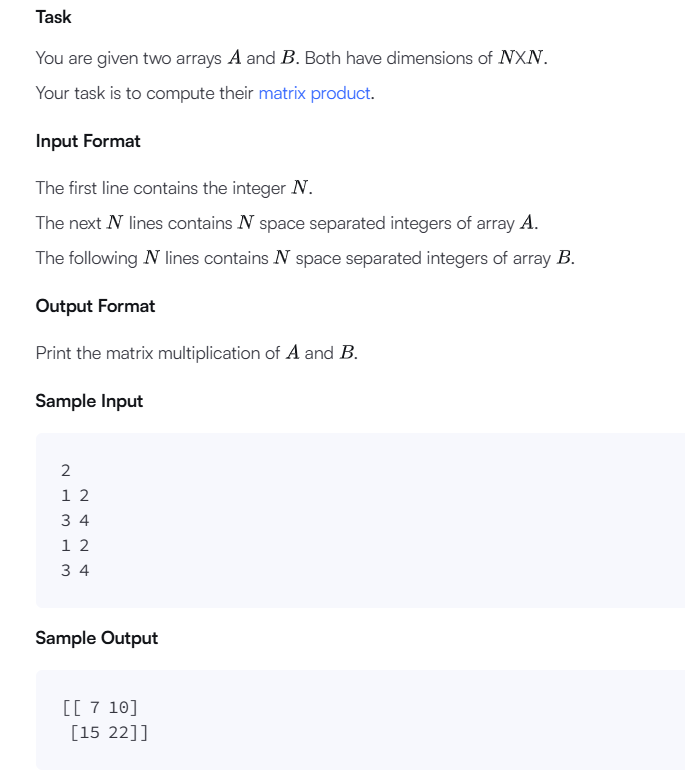 Task
You are given two arrays A and B. Both have dimensions of NXN.
Your task is to compute their matrix product.
Input Format
The first line contains the integer N.
The next N lines contains N space separated integers of array A.
The following N lines contains N space separated integers of array B.
Output Format
Print the matrix multiplication of A and B.
Sample Input
2
1 2
3 4
1 2
3 4
Sample Output
[[ 7 10]
 [15 22]]